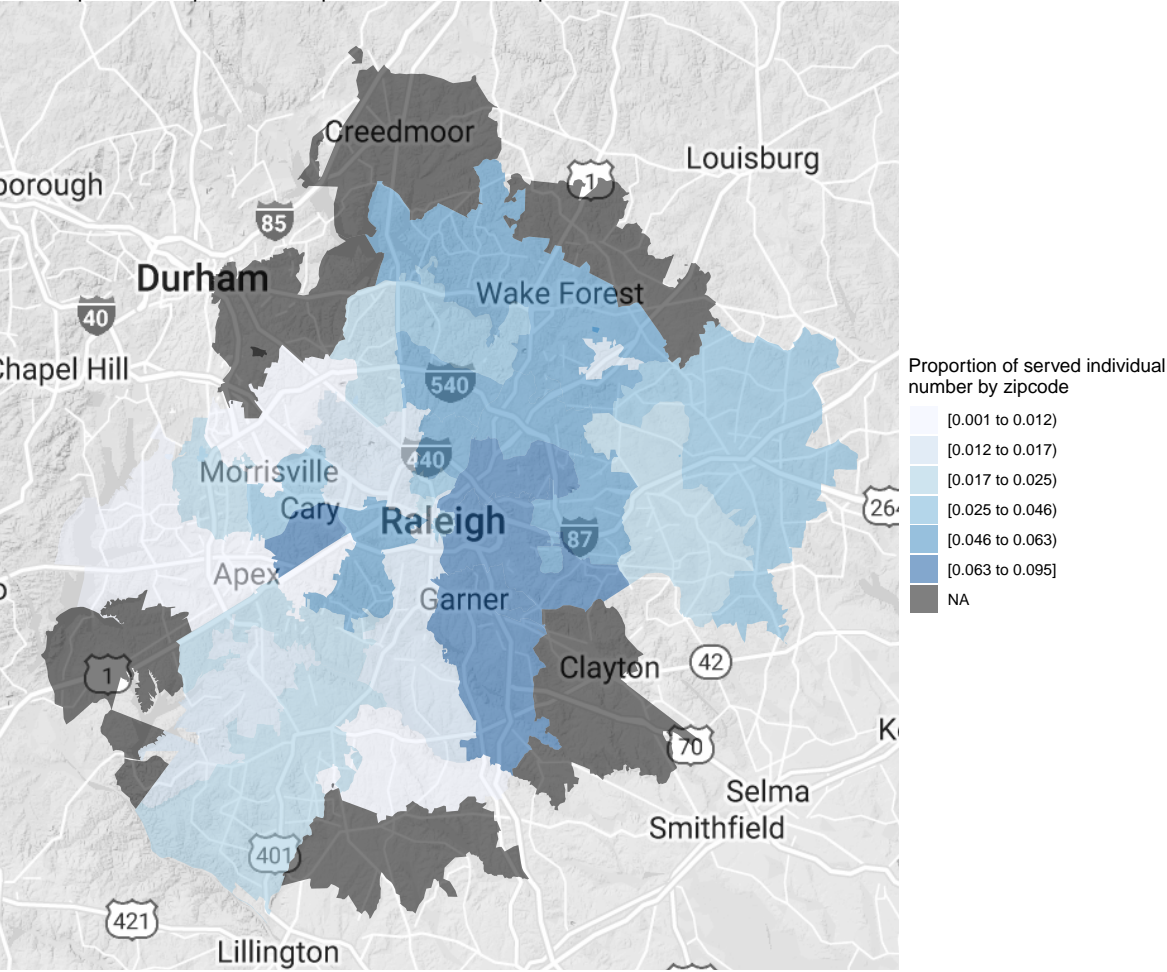 Creedmoor
Louisburg
1
borough
85
Durham
Wake Forest
40
Chapel Hill
540
Proportion of served individual
number by zipcode
[0.001 to 0.012)
[0.012 to 0.017)
[0.017 to 0.025)
[0.025 to 0.046)
[0.046 to 0.063)
[0.063 to 0.095]
NA
440
Morrisville
Cary
264
Raleigh
87
Apex
Garner
Clayton
42
1
70
Selma
Smithfield
401
421
Lillington